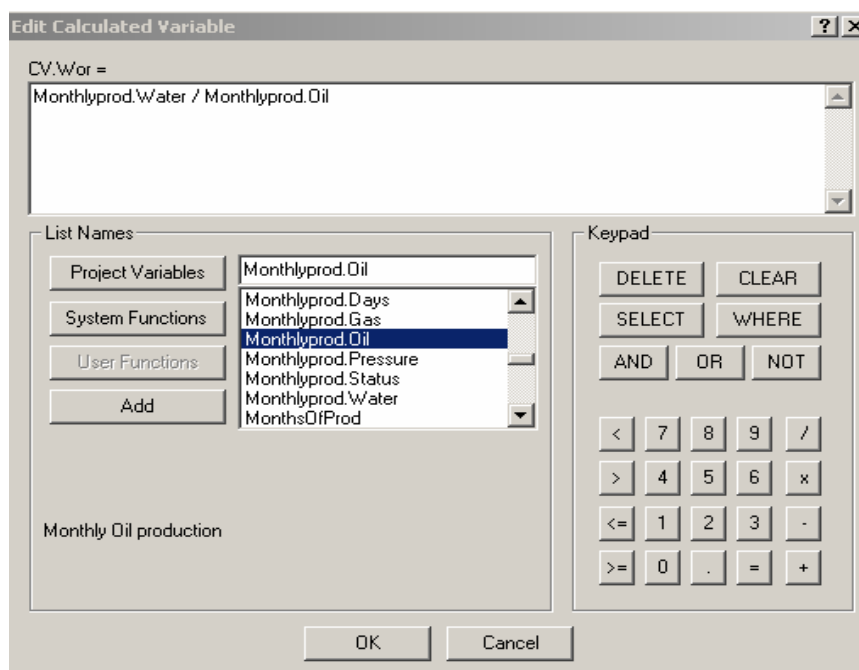 Edit Calculated Variable
? X
CV.Wor =
Monthlyprod.Water / Monthlyprod.Oil
List Names
Project Variables
System Functions
User Functions
Add
Monthlyprod.Oil
Monthlyprod.Days
Monthlyprod.Gas
Monthlyprod.Oil
Monthlyprod.Pressure
Monthlyprod.Status
Monthlyprod.Water
MonthsOfProd
Monthly Oil production
Keypad
DELETE CLEAR
SELECT WHERE
AND OR NOT
< 7 8 9 /
> 4 5 6 x
<= 1 2 3 -
>= 0 . = +
OK Cancel